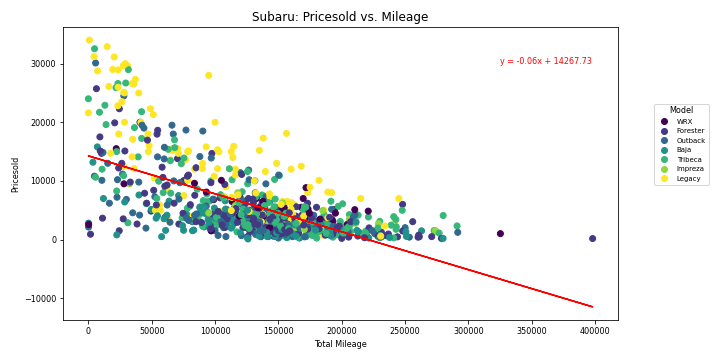 Subaru: Pricesold vs. Mileage
y = -0.06x + 14267.73
30000
20000
10000
0
−10000
Pricesold
0
50000
100000
150000
200000
250000
300000
350000
400000
Total Mileage
Model
WRX
Forester
Outback
Baja
Tribeca
Impreza
Legacy